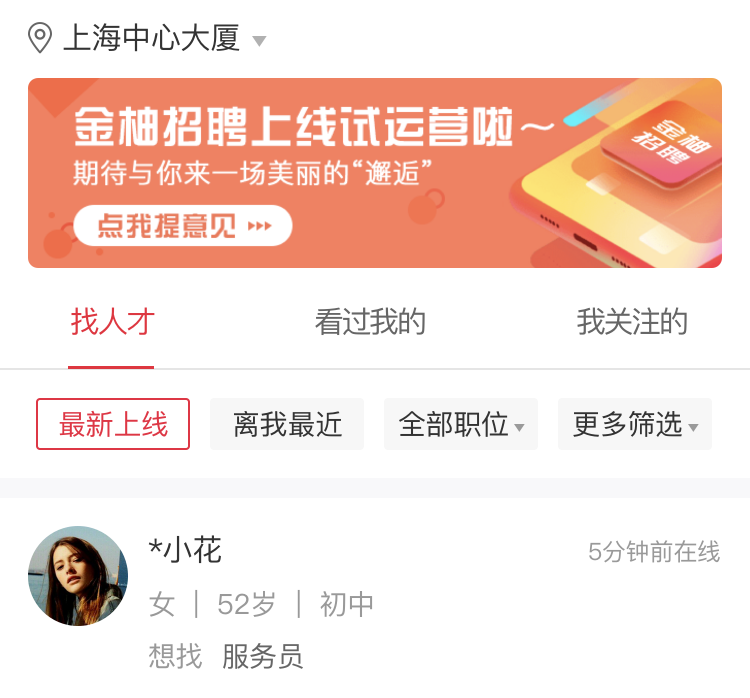 上海中心大厦
金柚招聘上线试运营啦~
期待与你来一场美丽的“邂逅”
点我提意见
金柚
招聘
找人才 看过我的 我关注的
最新上线 离我最近 全部职位 更多筛选
*小花 5分钟前在线
女 | 52岁 | 初中
想找 服务员